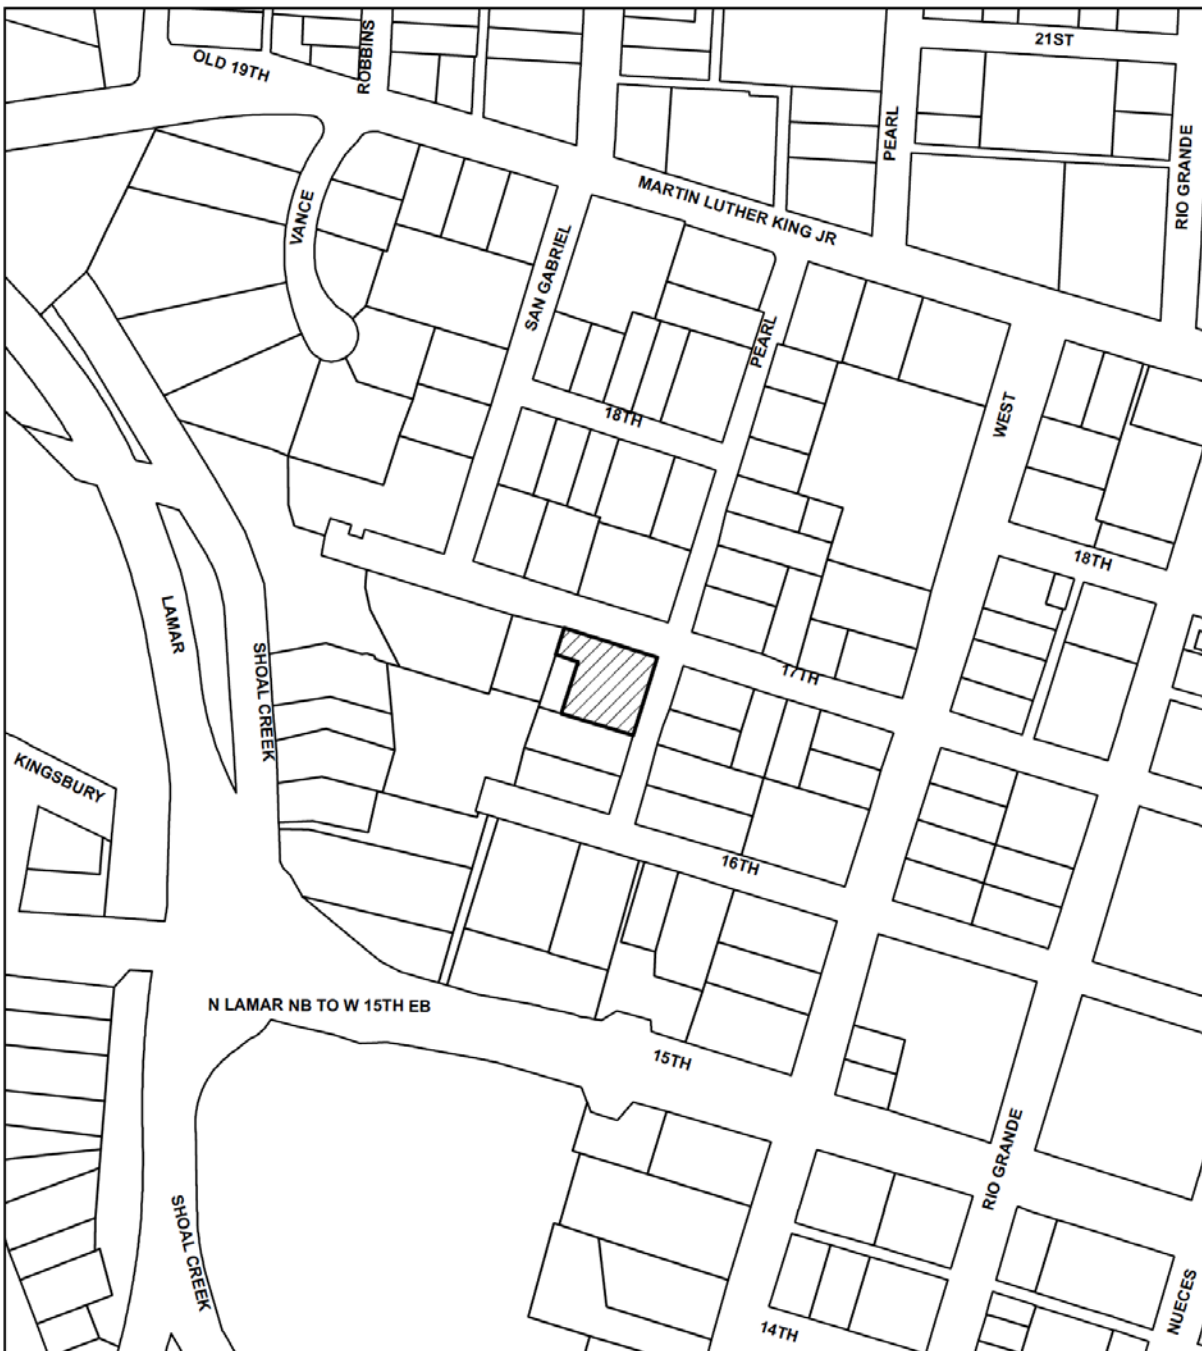 21ST
ROBBINS
OLD 19TH
PEARL
RIO GRANDE
MARTIN LUTHER KING JR
VANCE
SAN GABRIEL
PEARL
WEST
18TH
18TH
LAMAR
SHOAL CREEK
17TH
KINGSBURY
16TH
N LAMAR NB TO W 15TH EB
15TH
RIO GRANDE
SHOAL CREEK
NUECES
14TH